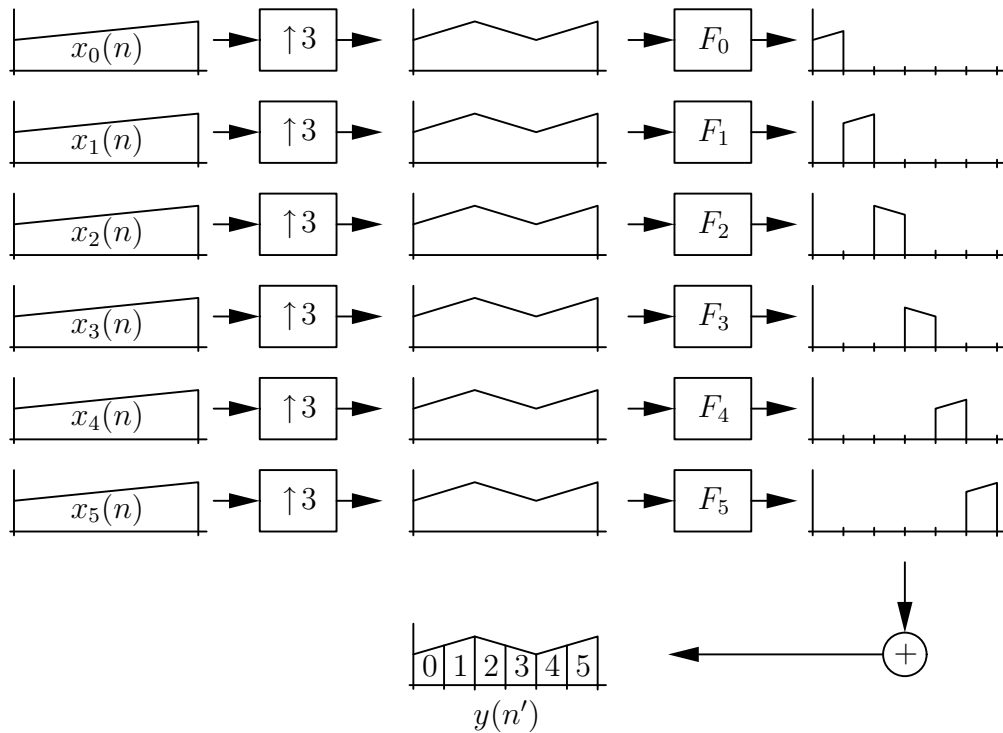 x_0(n) ↑3 F_0
x_1(n) ↑3 F_1
x_2(n) ↑3 F_2
x_3(n) ↑3 F_3
x_4(n) ↑3 F_4
x_5(n) ↑3 F_5
0 1 2 3 4 5 +
y(n′)